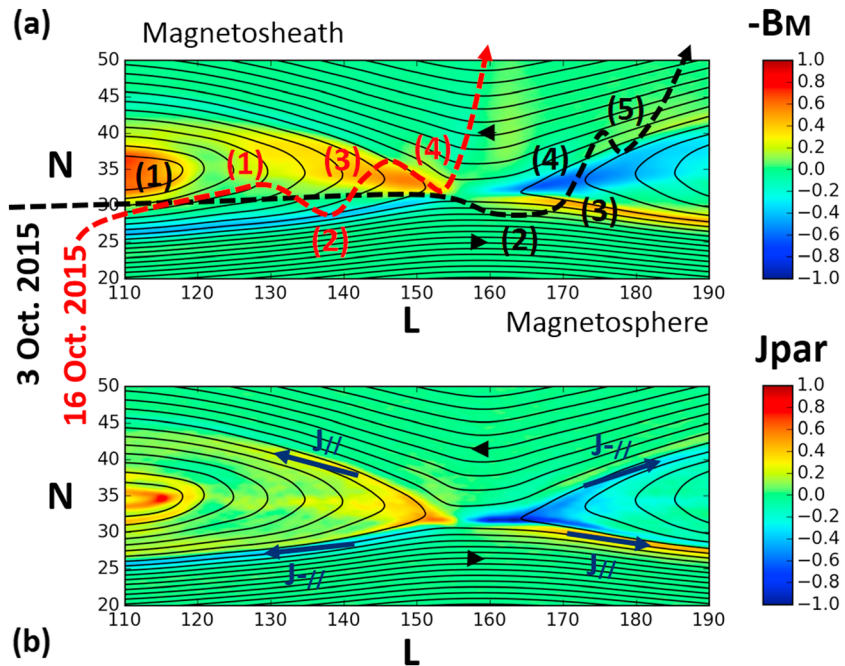 (a)
Magnetosheath
-BM
50
45
40
35
30
25
20
N
(1)
(1)
(2)
(3)
(4)
(2)
(3)
(4)
(5)
1.0
0.8
0.6
0.4
0.2
0.0
−0.2
−0.4
−0.6
−0.8
−1.0
110 120 130 140 150 160 170 180 190
L
Magnetosphere
3 Oct. 2015
16 Oct. 2015
Jpar
50
45
40
35
30
25
20
N
J//
J-//
J-//
J//
1.0
0.8
0.6
0.4
0.2
0.0
−0.2
−0.4
−0.6
−0.8
−1.0
110 120 130 140 150 160 170 180 190
(b)
L